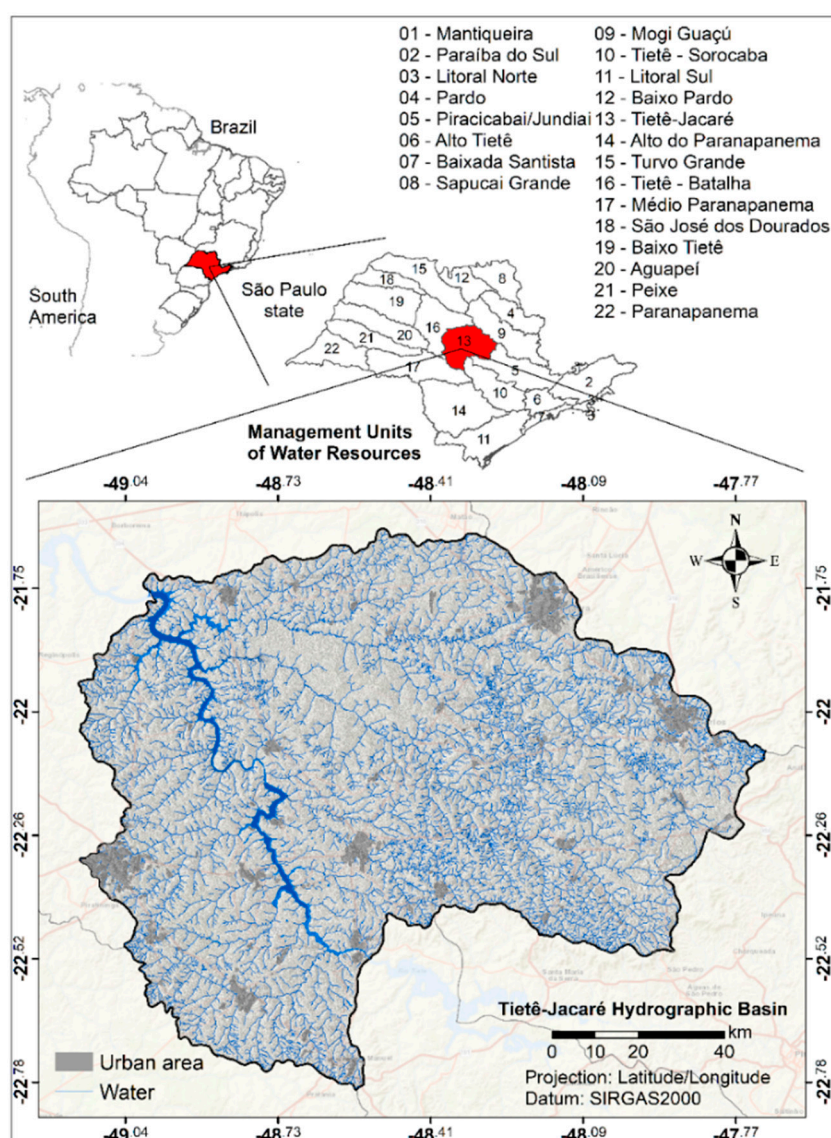 01 - Mantiqueira
02 - Paraíba do Sul
03 - Litoral Norte
04 - Pardo
05 - Piracicabai/Jundiai
06 - Alto Tietê
07 - Baixada Santista
08 - Sapucai Grande
09 - Mogi Guaçú
10 - Tietê - Sorocaba
11 - Litoral Sul
12 - Baixo Pardo
13 - Tietê-Jacaré
14 - Alto do Paranapanema
15 - Turvo Grande
16 - Tietê - Batalha
17 - Médio Paranapanema
18 - São José dos Dourados
19 - Baixo Tietê
20 - Aguapeí
21 - Peixe
22 - Paranapanema
Brazil
South
America
São Paulo
state
15
18
12
8
19
4
16
9
20
21
13
22
17
5
2
10
6
14
7
3
11
Management Units
of Water Resources
-49.04 -48.73 -48.41 -48.09 -47.77
N
W E
S
-21.75 -21.75
-22 -22
-22.26 -22.26
-22.52 -22.52
-22.78 -22.78
Tietê-Jacaré Hydrographic Basin
km
0 10 20 40
Projection: Latitude/Longitude
Datum: SIRGAS2000
Urban area
Water
-49.04 -48.73 -48.41 -48.09 -47.77